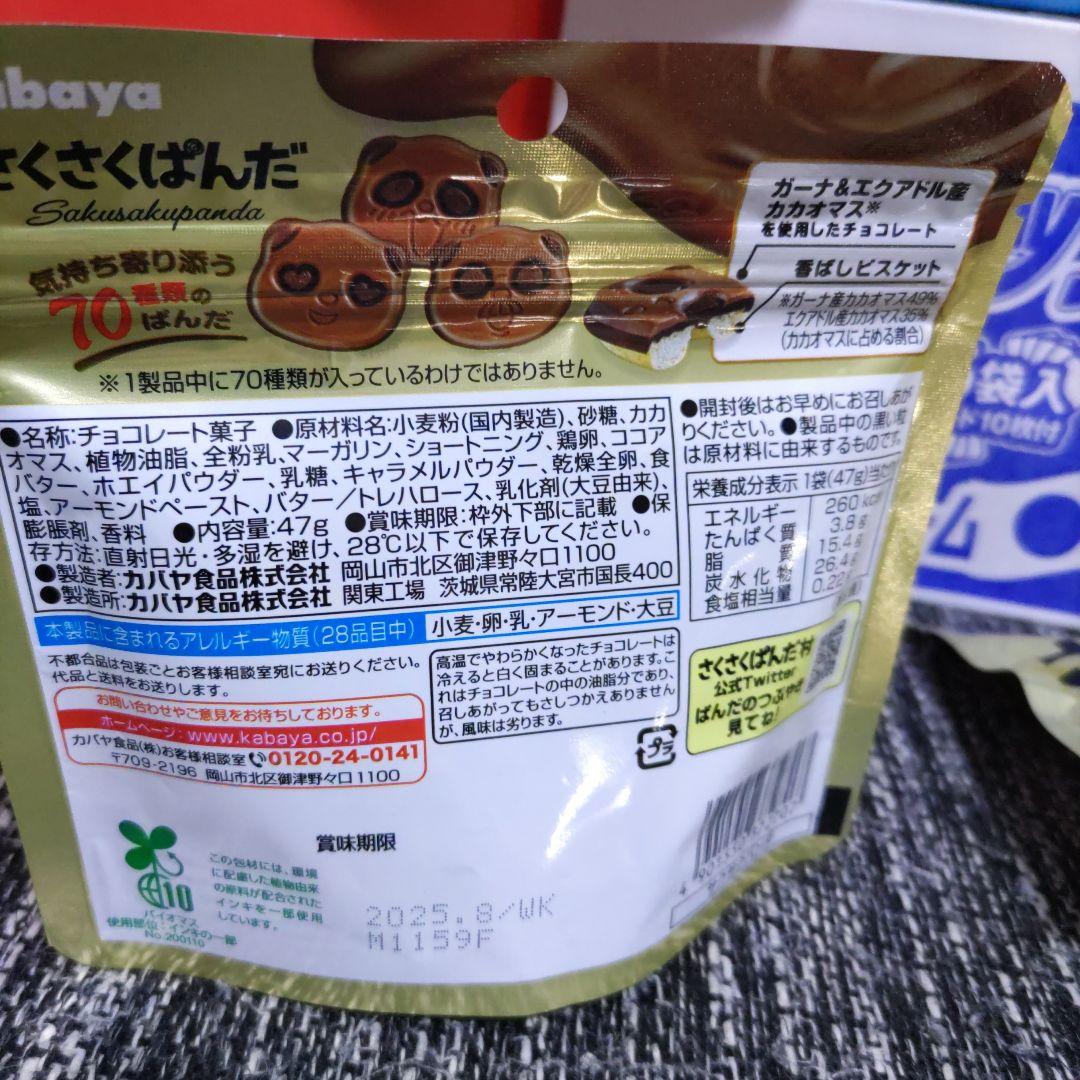 abaya
さくさくぱんだ
Sakusakupanda
気持ち寄り添う
70種類の
ぱんだ
※1製品中に70種類が入っているわけではありません。
ガーナ&エクアドル産
カカオマス※
を使用したチョコレート
香ばしビスケット
※ガーナ産カカオマス49%
エクアドル産カカオマス35%
(カカオマスに占める割合)
●名称:チョコレート菓子 ●原材料名:小麦粉(国内製造)、砂糖、カカ
オマス、植物油脂、全粉乳、マーガリン、ショートニング、鶏卵、ココア
バター、ホエイパウダー、乳糖、キャラメルパウダー、乾燥全卵、食
塩、アーモンドペースト、バター/トレハロース、乳化剤(大豆由来)、
膨脹剤、香料 ●内容量:47g ●賞味期限:枠外下部に記載 ●保
存方法:直射日光・多湿を避け、28℃以下で保存してください。
●製造者:カバヤ食品株式会社 岡山市北区御津野々口1100
●製造所:カバヤ食品株式会社 関東工場 茨城県常陸大宮市国長400
●開封後はお早めにお召しあが
りください。●製品中の黒い粒
は原材料に由来するものです。
栄養成分表示 1袋(47g)当たり
エネルギー 260 kcal
たんぱく質 3.8g
脂質 15.4g
炭水化物 26.4g
食塩相当量 0.22
本製品に含まれるアレルギー物質(28品目中) 小麦・卵・乳・アーモンド・大豆
不都合品は包装ごとお客様相談室宛にお送りください。
代品と送料をお送りします。
お問い合わせやご意見をお待ちしております。
ホームページ:www.kabaya.co.jp/
カバヤ食品(株)お客様相談室 0120-24-0141
〒709-2196 岡山市北区御津野々口1100
高温でやわらかくなったチョコレートは
冷えると白く固まることがあります。こ
れはチョコレートの中の油脂分であり、
召しあがってもさしつかえありません
が、風味は劣ります。
プラ
さくさくぱんだ村
公式Twitter
ぱんだのつぶやき
見てね!
賞味期限
2025.8/WK
M1159F
10
バイオマス
使用部位:インキの一部
No.200110
この包材には、環境
に配慮した植物由来
の原料が配合された
インキを一部使用
しています。
袋入
ード10枚付
ム